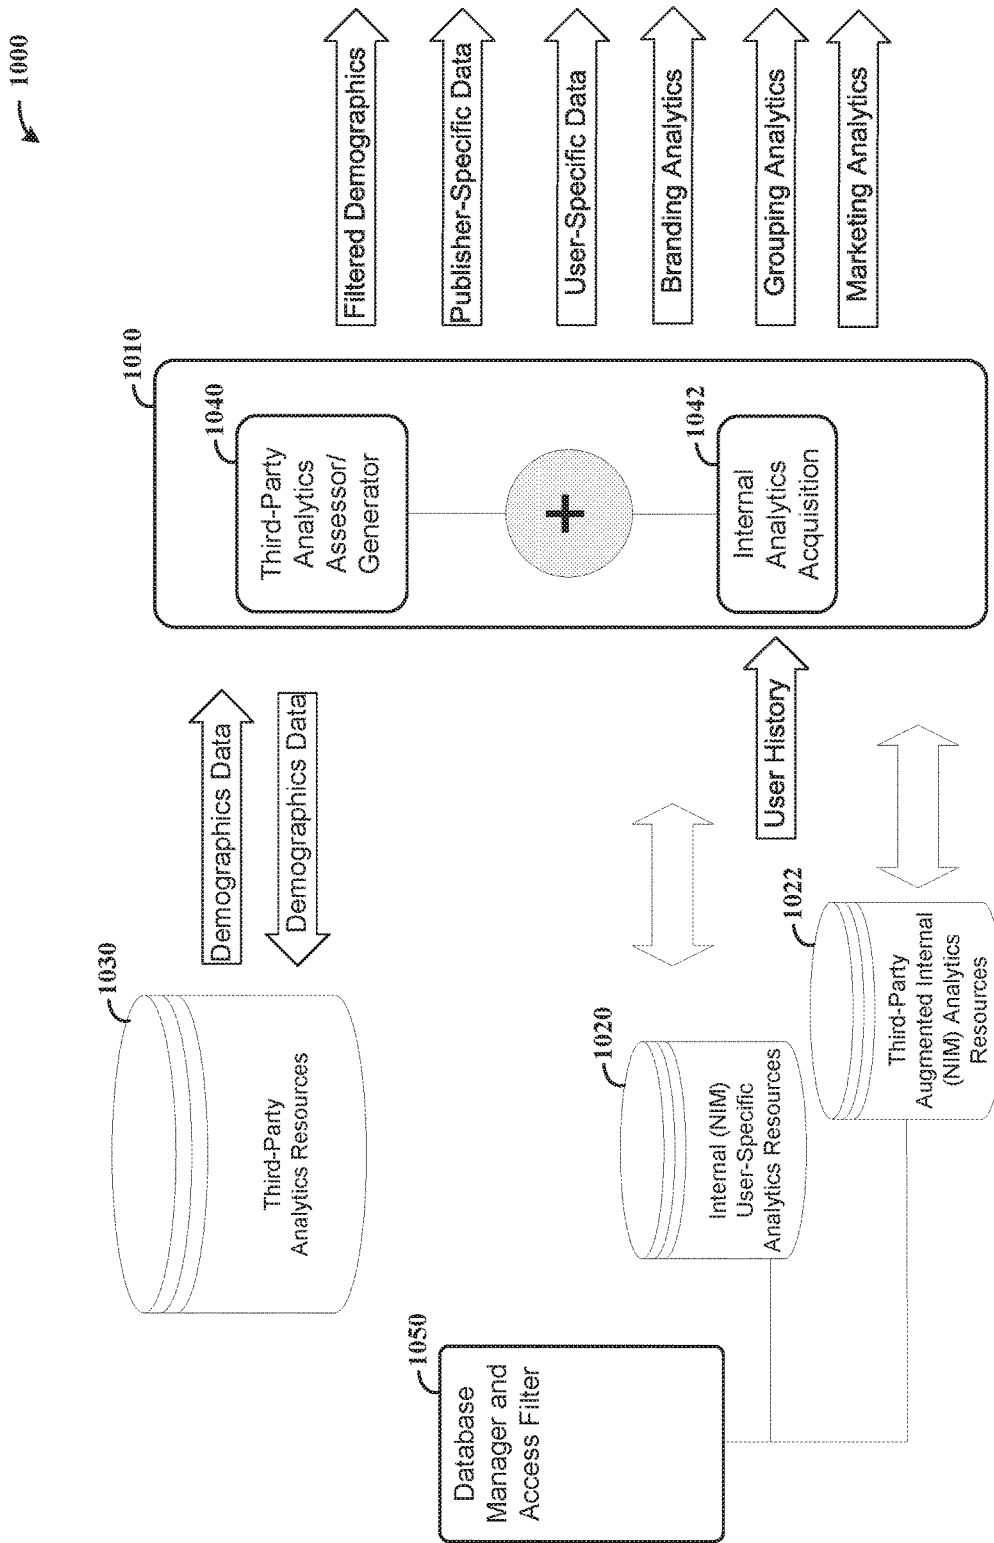 1000
1010
1040
Third-Party
Analytics
Assessor/
Generator
+
1042
Internal
Analytics
Acquisition
Filtered Demographics
Publisher-Specific Data
User-Specific Data
Branding Analytics
Grouping Analytics
Marketing Analytics
Demographics Data
Demographics Data
User History
1030
Third-Party
Analytics Resources
1020
Internal (NIM)
User-Specific
Analytics Resources
1022
Third-Party
Augmented Internal
(NIM) Analytics
Resources
1050
Database
Manager and
Access Filter